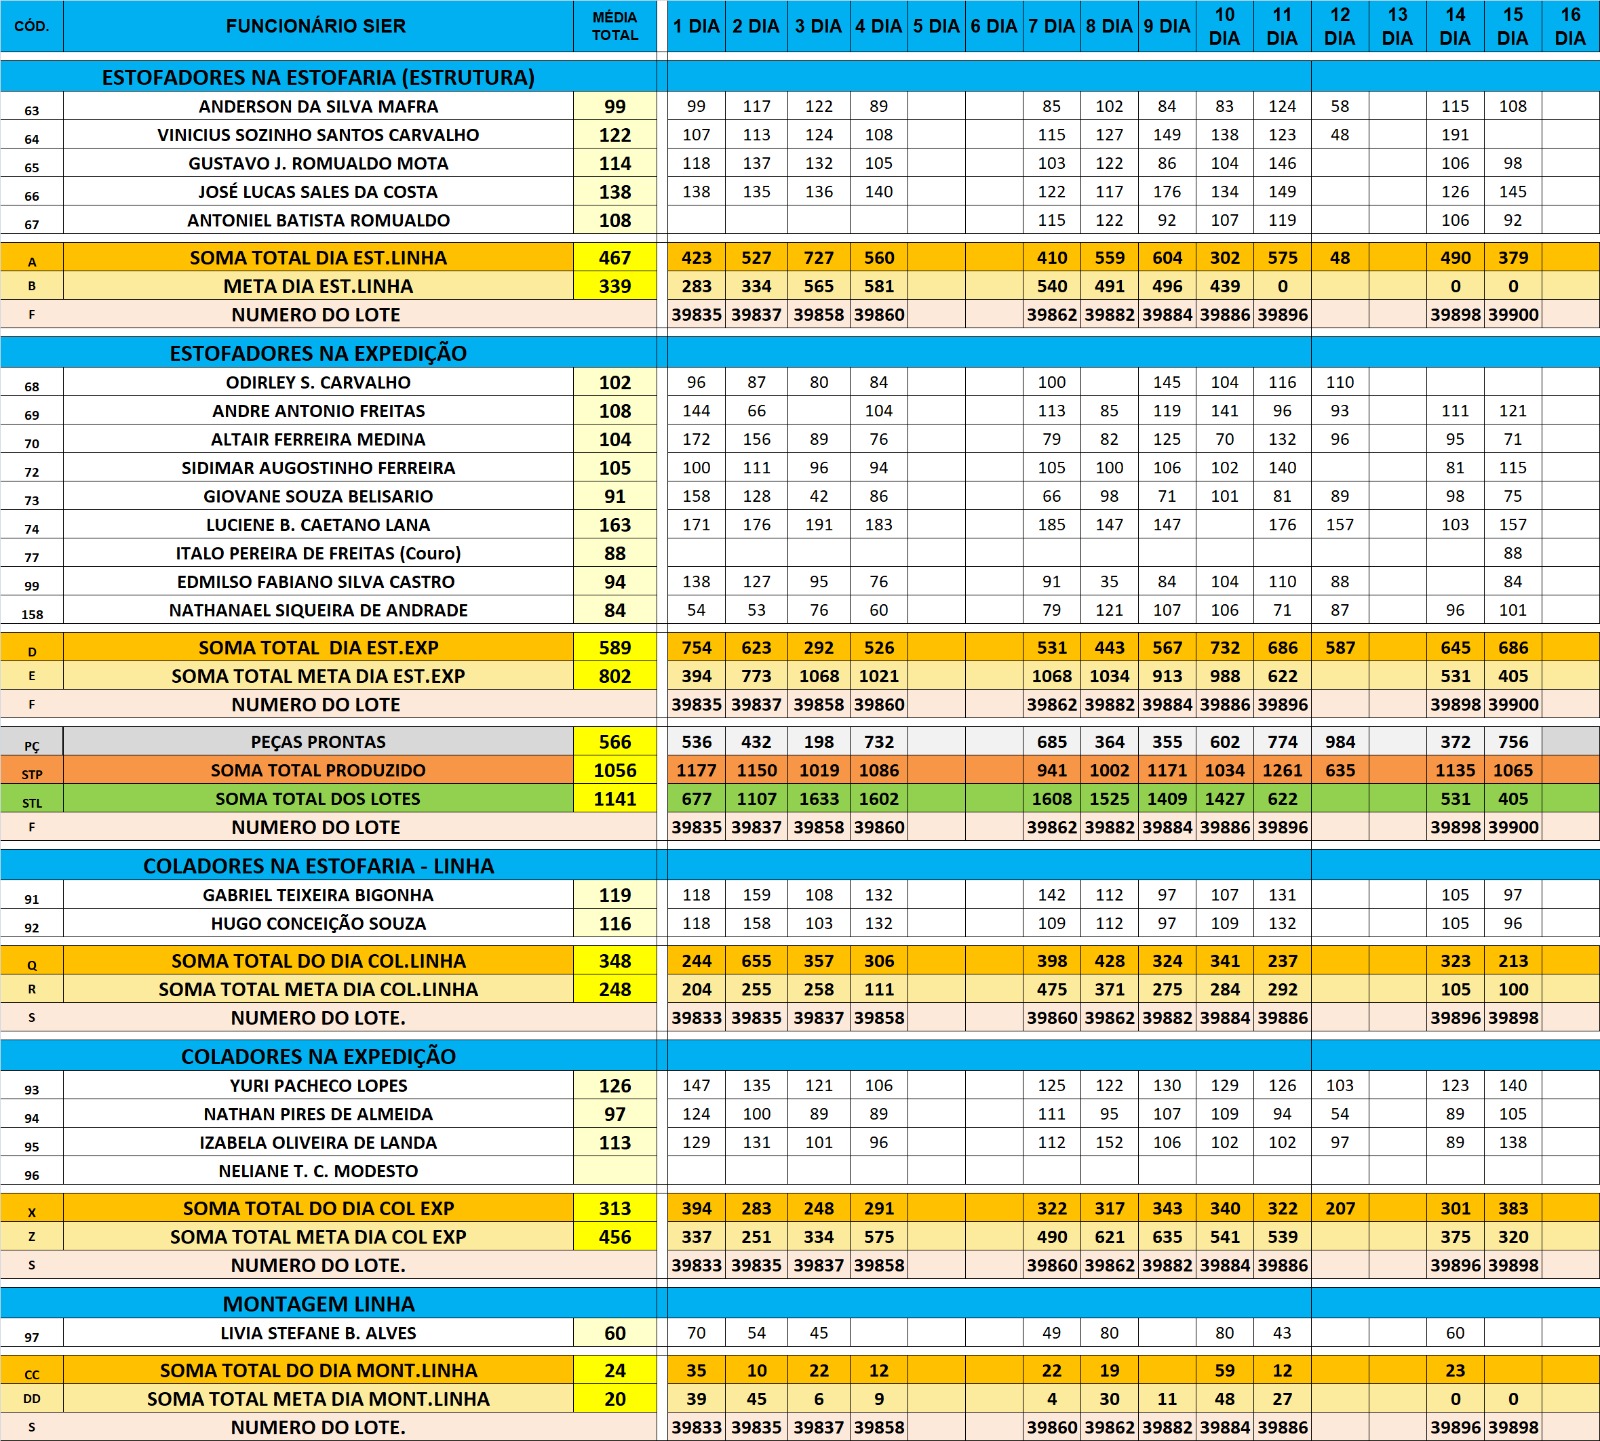 CÓD. FUNCIONÁRIO SIER MÉDIA TOTAL 1 DIA 2 DIA 3 DIA 4 DIA 5 DIA 6 DIA 7 DIA 8 DIA 9 DIA 10 DIA 11 DIA 12 DIA 13 DIA 14 DIA 15 DIA 16 DIA
ESTOFADORES NA ESTOFARIA (ESTRUTURA)
63 ANDERSON DA SILVA MAFRA 99 99 117 122 89 85 102 84 83 124 58 115 108
64 VINICIUS SOZINHO SANTOS CARVALHO 122 107 113 124 108 115 127 149 138 123 48 191
65 GUSTAVO J. ROMUALDO MOTA 114 118 137 132 105 103 122 86 104 146 106 98
66 JOSÉ LUCAS SALES DA COSTA 138 138 135 136 140 122 117 176 134 149 126 145
67 ANTONIEL BATISTA ROMUALDO 108 115 122 92 107 119 106 92
A SOMA TOTAL DIA EST.LINHA 467 423 527 727 560 410 559 604 302 575 48 490 379
B META DIA EST.LINHA 339 283 334 565 581 540 491 496 439 0 0 0
F NUMERO DO LOTE 39835 39837 39858 39860 39862 39882 39884 39886 39896 39898 39900
ESTOFADORES NA EXPEDIÇÃO
68 ODIRLEY S. CARVALHO 102 96 87 80 84 100 145 104 116 110
69 ANDRE ANTONIO FREITAS 108 144 66 104 113 85 119 141 96 93 111 121
70 ALTAIR FERREIRA MEDINA 104 172 156 89 76 79 82 125 70 132 96 95 71
72 SIDIMAR AUGOSTINHO FERREIRA 105 100 111 96 94 105 100 106 102 140 81 115
73 GIOVANE SOUZA BELISARIO 91 158 128 42 86 66 98 71 101 81 89 98 75
74 LUCIENE B. CAETANO LANA 163 171 176 191 183 185 147 147 176 157 103 157
77 ITALO PEREIRA DE FREITAS (Couro) 88 88
99 EDMILSO FABIANO SILVA CASTRO 94 138 127 95 76 91 35 84 104 110 88 84
158 NATHANAEL SIQUEIRA DE ANDRADE 84 54 53 76 60 79 121 107 106 71 87 96 101
D SOMA TOTAL DIA EST.EXP 589 754 623 292 526 531 443 567 732 686 587 645 686
E SOMA TOTAL META DIA EST.EXP 802 394 773 1068 1021 1068 1034 913 988 622 531 405
F NUMERO DO LOTE 39835 39837 39858 39860 39862 39882 39884 39886 39896 39898 39900
PÇ PEÇAS PRONTAS 566 536 432 198 732 685 364 355 602 774 984 372 756
STP SOMA TOTAL PRODUZIDO 1056 1177 1150 1019 1086 941 1002 1171 1034 1261 635 1135 1065
STL SOMA TOTAL DOS LOTES 1141 677 1107 1633 1602 1608 1525 1409 1427 622 531 405
F NUMERO DO LOTE 39835 39837 39858 39860 39862 39882 39884 39886 39896 39898 39900
COLADORES NA ESTOFARIA - LINHA
91 GABRIEL TEIXEIRA BIGONHA 119 118 159 108 132 142 112 97 107 131 105 97
92 HUGO CONCEIÇÃO SOUZA 116 118 158 103 132 109 112 97 109 132 105 96
Q SOMA TOTAL DO DIA COL.LINHA 348 244 655 357 306 398 428 324 341 237 323 213
R SOMA TOTAL META DIA COL.LINHA 248 204 255 258 111 475 371 275 284 292 105 100
S NUMERO DO LOTE. 39833 39835 39837 39858 39860 39862 39882 39884 39886 39896 39898
COLADORES NA EXPEDIÇÃO
93 YURI PACHECO LOPES 126 147 135 121 106 125 122 130 129 126 103 123 140
94 NATHAN PIRES DE ALMEIDA 97 124 100 89 89 111 95 107 109 94 54 89 105
95 IZABELA OLIVEIRA DE LANDA 113 129 131 101 96 112 152 106 102 102 97 89 138
96 NELIANE T. C. MODESTO
X SOMA TOTAL DO DIA COL EXP 313 394 283 248 291 322 317 343 340 322 207 301 383
Z SOMA TOTAL META DIA COL EXP 456 337 251 334 575 490 621 635 541 539 375 320
S NUMERO DO LOTE. 39833 39835 39837 39858 39860 39862 39882 39884 39886 39896 39898
MONTAGEM LINHA
97 LIVIA STEFANE B. ALVES 60 70 54 45 49 80 80 43 60
CC SOMA TOTAL DO DIA MONT.LINHA 24 35 10 22 12 22 19 59 12 23
DD SOMA TOTAL META DIA MONT.LINHA 20 39 45 6 9 4 30 11 48 27 0 0
S NUMERO DO LOTE. 39833 39835 39837 39858 39860 39862 39882 39884 39886 39896 39898